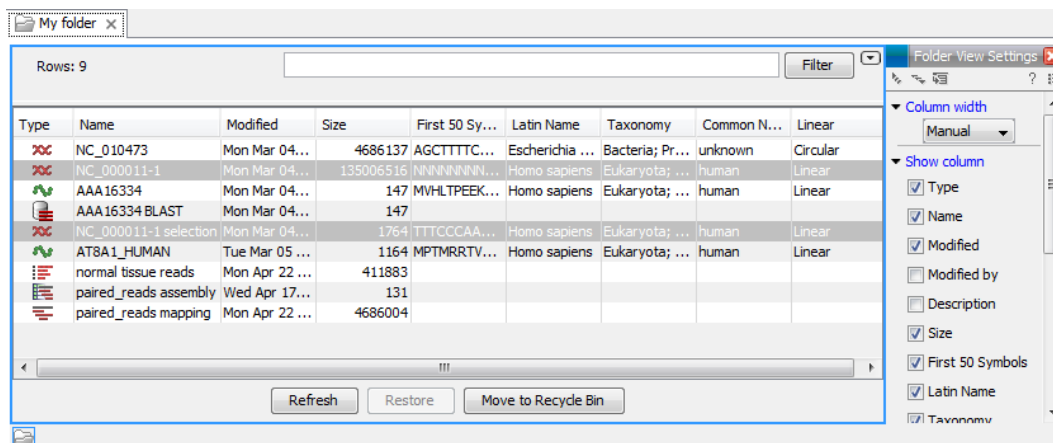 My folder
Rows: 9 Filter Folder View Settings
?
Column width
Manual
Show column
Type Name Modified Size First 50 Sy... Latin Name Taxonomy Common N... Linear
NC_010473 Mon Mar 04... 4686137 AGCTTTTC... Escherichia ... Bacteria; Pr... unknown Circular
NC_000011-1 Mon Mar 04... 135006516 NNNNNNNN... Homo sapiens Eukaryota; ... human Linear
AAA16334 Mon Mar 04... 147 MVHLTPEEK... Homo sapiens Eukaryota; ... human Linear
AAA16334 BLAST Mon Mar 04... 147
NC_000011-1 selection Mon Mar 04... 1764 TTTCCCAA... Homo sapiens Eukaryota; ... human Linear
AT8A1_HUMAN Tue Mar 05 ... 1164 MPTMRRTV... Homo sapiens Eukaryota; ... human Linear
normal tissue reads Mon Apr 22 ... 411883
paired_reads assembly Wed Apr 17... 131
paired_reads mapping Mon Apr 22 ... 4686004
Refresh Restore Move to Recycle Bin
Type
Name
Modified
Modified by
Description
Size
First 50 Symbols
Latin Name
Taxonomy